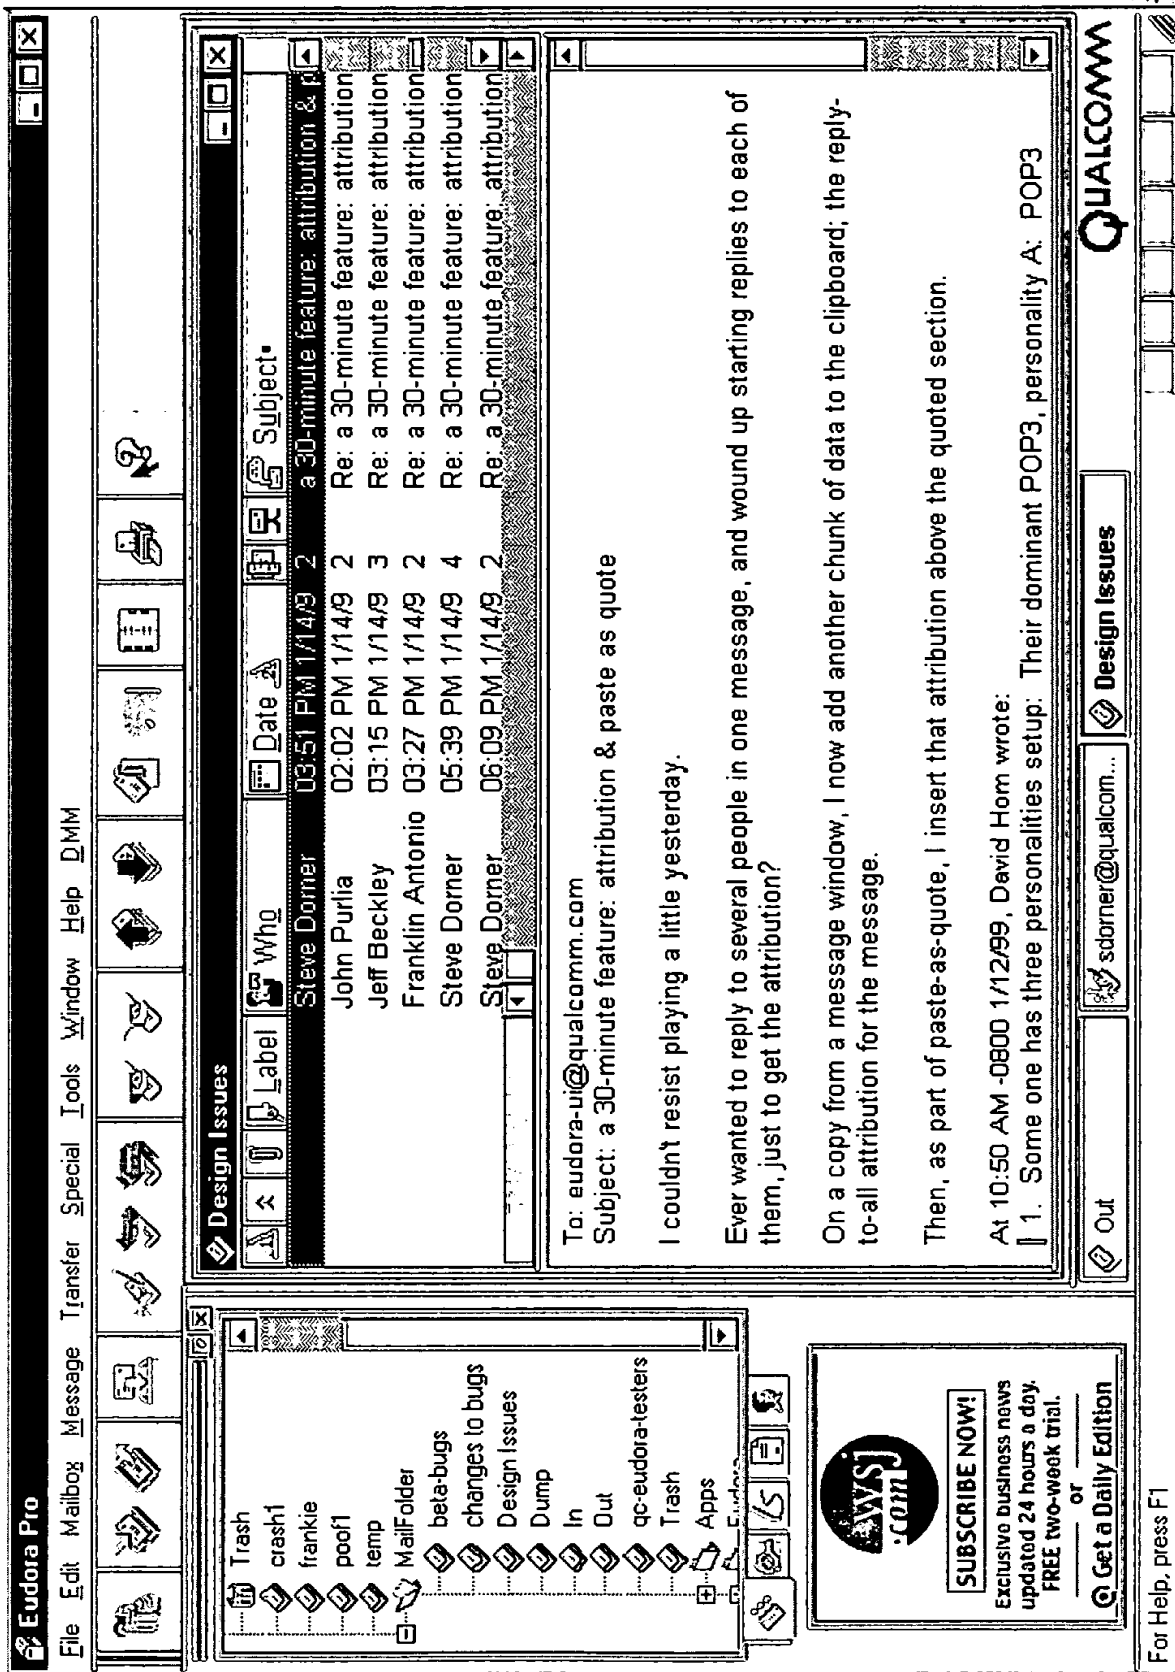 Eudora Pro
File Edit Mailbox Message Transfer Special Tools Window Help DMM
Trash
crash1
frankie
poof1
temp
MailFolder
beta-bugs
changes to bugs
Design Issues
Dump
In
Out
qc-eudora-testers
Trash
Apps
WSJ
.com
SUBSCRIBE NOW!
Exclusive business news
updated 24 hours a day.
FREE two-week trial.
or
Get a Daily Edition
Design Issues
Label Who Date Subject
Steve Dorner 03:51 PM 1/14/9 2 a 30-minute feature: attribution & p
John Purlia 02:02 PM 1/14/9 2 Re: a 30-minute feature: attribution
Jeff Beckley 03:15 PM 1/14/9 3 Re: a 30-minute feature: attribution
Franklin Antonio 03:27 PM 1/14/9 2 Re: a 30-minute feature: attribution
Steve Dorner 05:39 PM 1/14/9 4 Re: a 30-minute feature: attribution
Steve Dorner 06:09 PM 1/14/9 2 Re: a 30-minute feature: attribution
To: eudora-ui@qualcomm.com
Subject: a 30-minute feature: attribution & paste as quote
I couldn't resist playing a little yesterday.
Ever wanted to reply to several people in one message, and wound up starting replies to each of
them, just to get the attribution?
On a copy from a message window, I now add another chunk of data to the clipboard; the reply-
to-all attribution for the message.
Then, as part of paste-as-quote, I insert that attribution above the quoted section.
At 10:50 AM -0800 1/12/99, David Hom wrote:
1. Some one has three personalities setup: Their dominant POP3, personality A: POP3
Out
sdorner@qualcom...
Design Issues
QUALCOMM
For Help, press F1